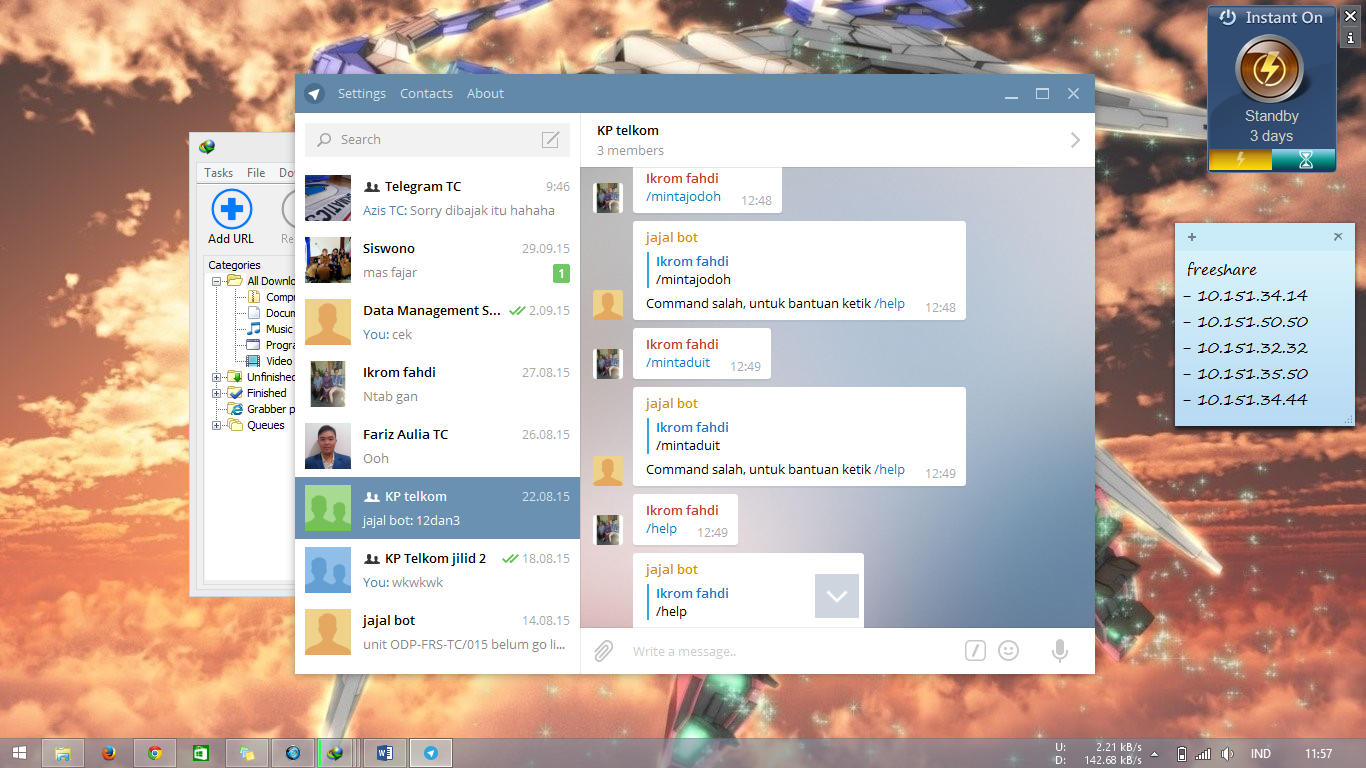 Instant On
Standby
3 days
Settings Contacts About
Search
Telegram TC 9:46
Azis TC: Sorry dibajak itu hahaha
Siswono 29.09.15
mas fajar 1
Data Management S... 2.09.15
You: cek
Ikrom fahdi 27.08.15
Ntab gan
Fariz Aulia TC 26.08.15
Ooh
KP telkom 22.08.15
jajal bot: 12dan3
KP Telkom jilid 2 18.08.15
You: wkwkwk
jajal bot 14.08.15
unit ODP-FRS-TC/015 belum go li...
KP telkom
3 members
Ikrom fahdi
/mintajodoh 12:48
jajal bot
Ikrom fahdi
/mintajodoh
Command salah, untuk bantuan ketik /help 12:48
Ikrom fahdi
/mintaduit 12:49
jajal bot
Ikrom fahdi
/mintaduit
Command salah, untuk bantuan ketik /help 12:49
Ikrom fahdi
/help 12:49
jajal bot
Ikrom fahdi
/help
Write a message..
Tasks File
Add URL
Categories
All Downlo
Compr
Docum
Music
Progra
Video
Unfinished
Finished
Grabber p
Queues
freeshare
- 10.151.34.14
- 10.151.50.50
- 10.151.32.32
- 10.151.35.50
- 10.151.34.44
U: 2.21 kB/s
D: 142.68 kB/s
IND
11:57